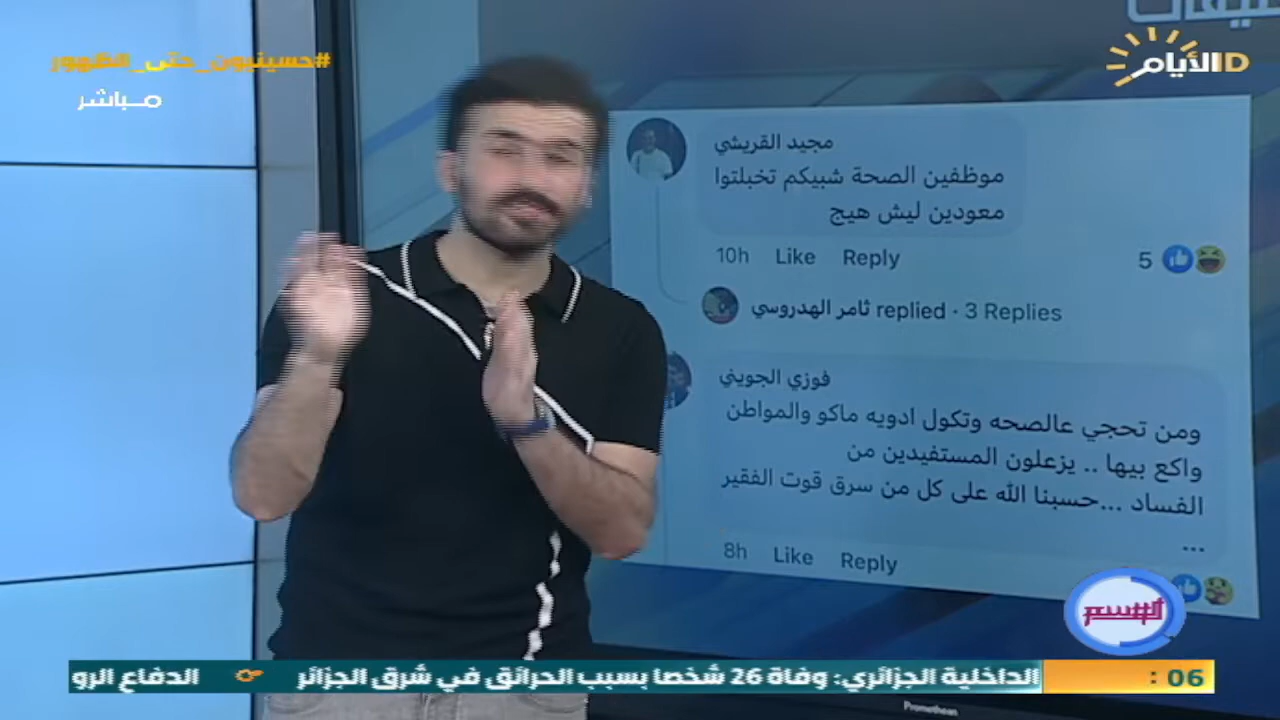 #حسينيون_حتى_الظهور
مباشر
الأيام
مجيد القريشي
موظفين الصحة شبيكم تخبلتوا
معودين ليش هيج
10h Like Reply
5
ثامر الهدروسي replied · 3 Replies
فوزي الجويني
ومن تحجي عالصحه وتكول ادويه ماكو والمواطن
واكع بيها .. يزعلون المستفيدين من
الفساد ...حسبنا الله على كل من سرق قوت الفقير
...
8h Like Reply
06 :
الداخلية الجزائري: وفاة 26 شخصا بسبب الحرائق في شرق الجزائر
الدفاع الرو
Promethean